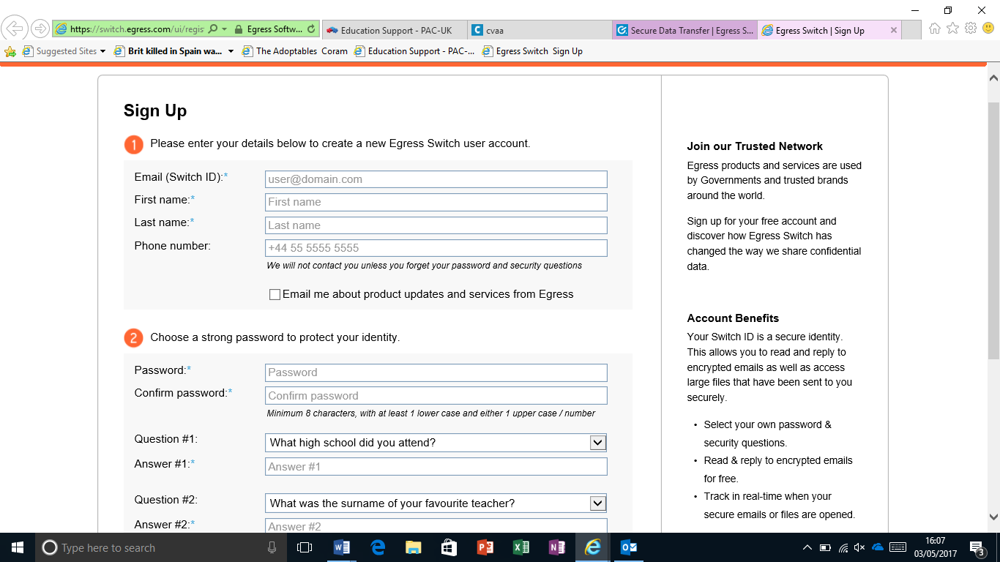 https://switch.egress.com/ui/regis
Egress Softw...
Education Support - PAC-UK
cvaa
Secure Data Transfer | Egress S...
Egress Switch | Sign Up
Suggested Sites
Brit killed in Spain wa...
The Adoptables Coram
Education Support - PAC-...
Egress Switch Sign Up
Sign Up
1 Please enter your details below to create a new Egress Switch user account.
Email (Switch ID):* user@domain.com
First name:* First name
Last name:* Last name
Phone number: +44 55 5555 5555
We will not contact you unless you forget your password and security questions
Email me about product updates and services from Egress
2 Choose a strong password to protect your identity.
Password:* Password
Confirm password:* Confirm password
Minimum 8 characters, with at least 1 lower case and either 1 upper case / number
Question #1: What high school did you attend?
Answer #1:* Answer #1
Question #2: What was the surname of your favourite teacher?
Answer #2:* Answer #2
Join our Trusted Network
Egress products and services are used
by Governments and trusted brands
around the world.
Sign up for your free account and
discover how Egress Switch has
changed the way we share confidential
data.
Account Benefits
Your Switch ID is a secure identity.
This allows you to read and reply to
encrypted emails as well as access
large files that have been sent to you
securely.
• Select your own password &
security questions.
• Read & reply to encrypted emails
for free.
• Track in real-time when your
secure emails or files are opened.
Type here to search
16:07
03/05/2017
3